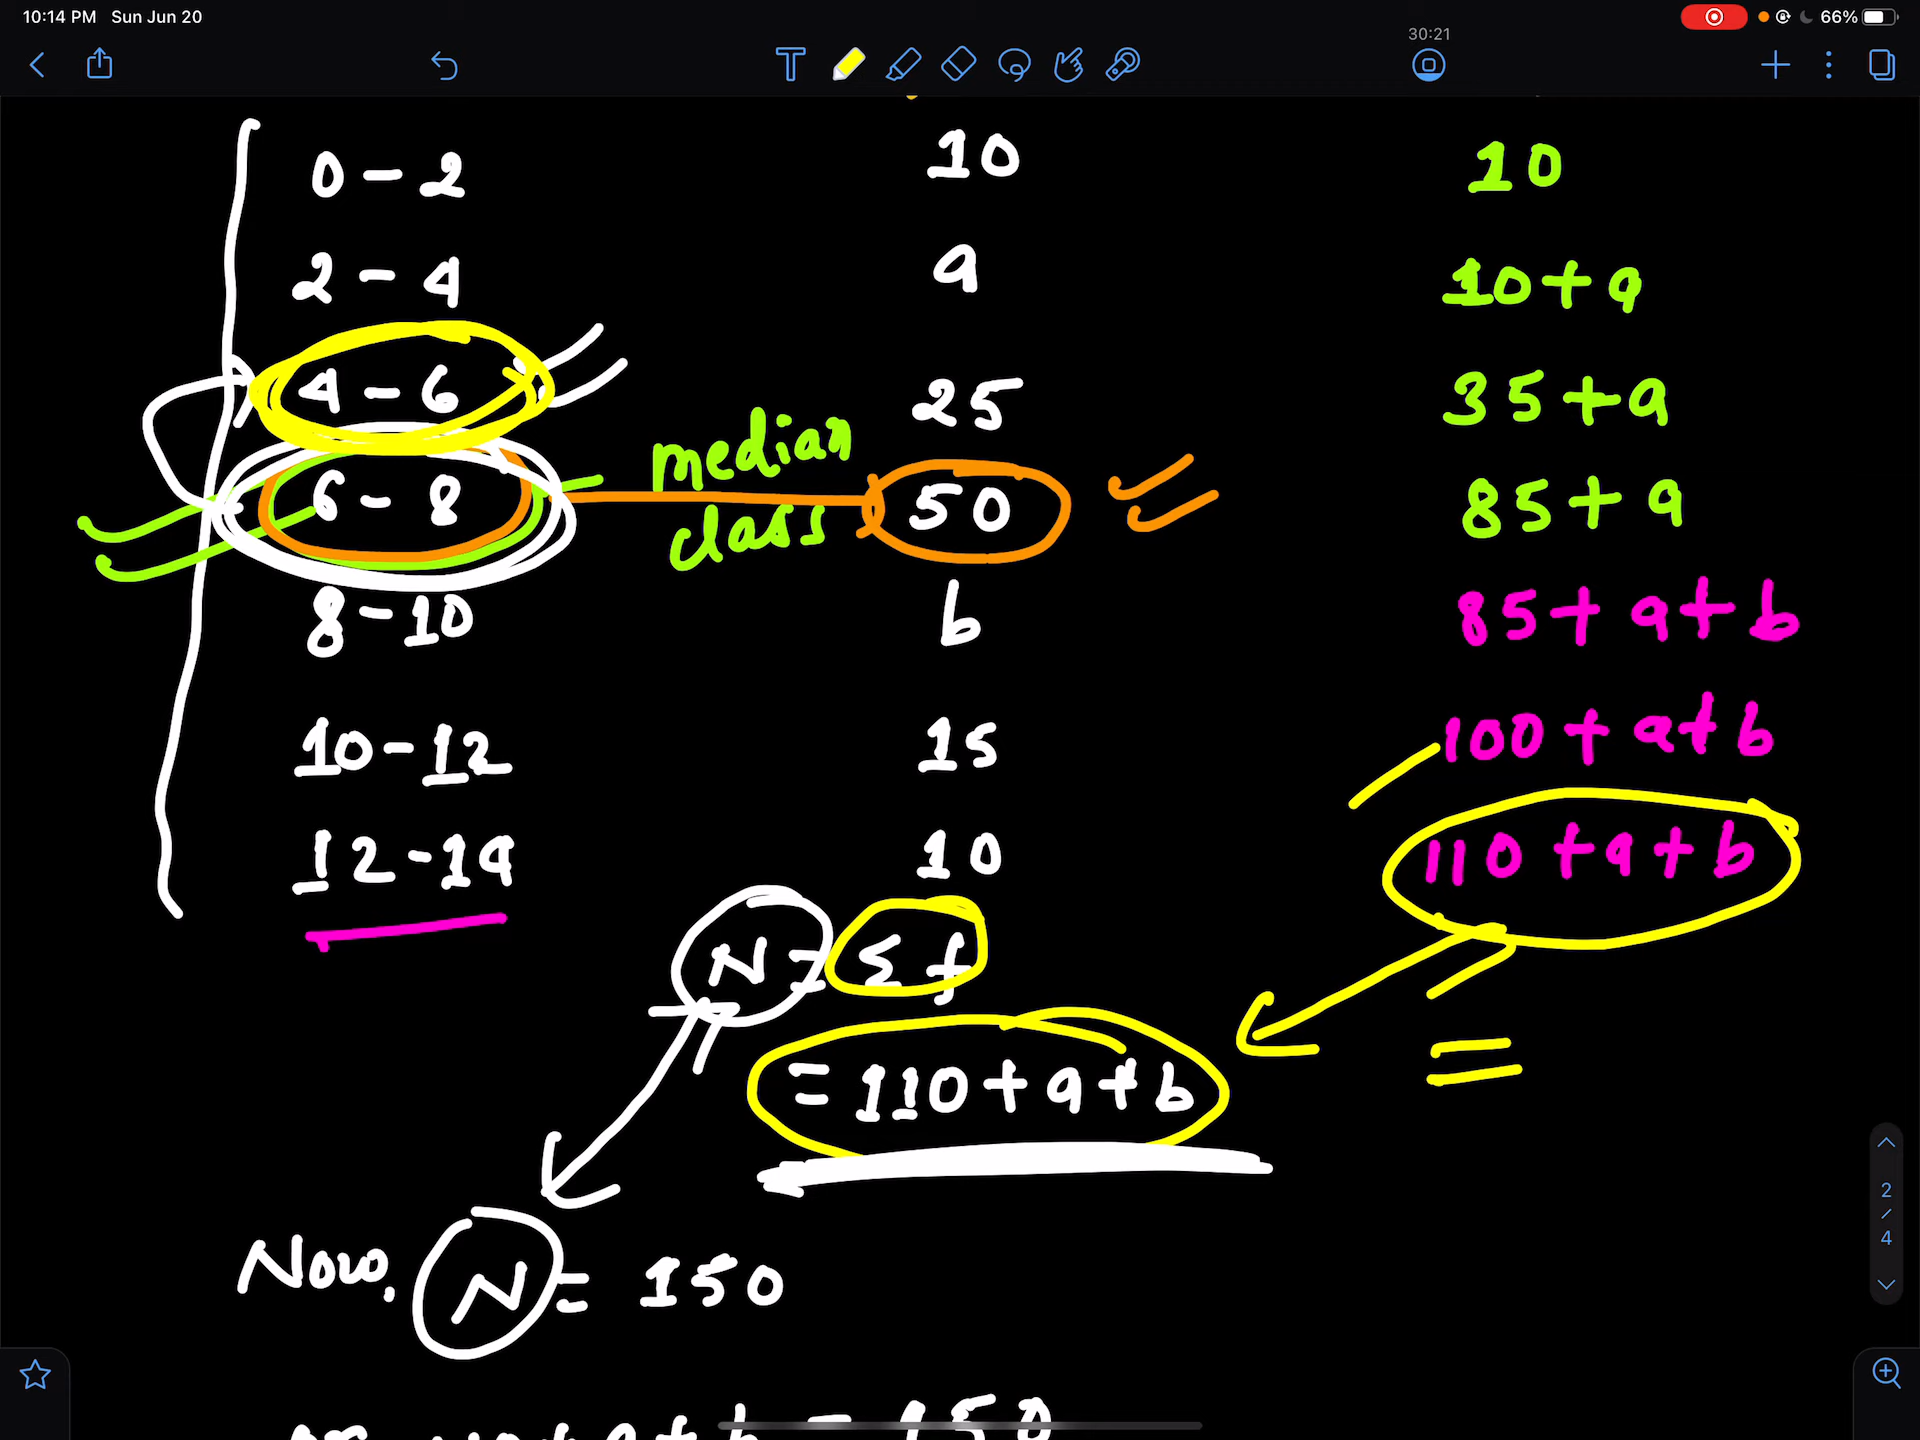 10:14 PM Sun Jun 20 66%
30:21
0 - 2 10 10
2 - 4 a 10 + a
4 - 6 25 35 + a
median
6 - 8 50 85 + a
class
8 - 10 b 85 + a + b
10 - 12 15 100 + a + b
12 - 14 10 110 + a + b
N = Σ f
= 110 + a + b
2
/
4
Now, N = 150
a + b = 150